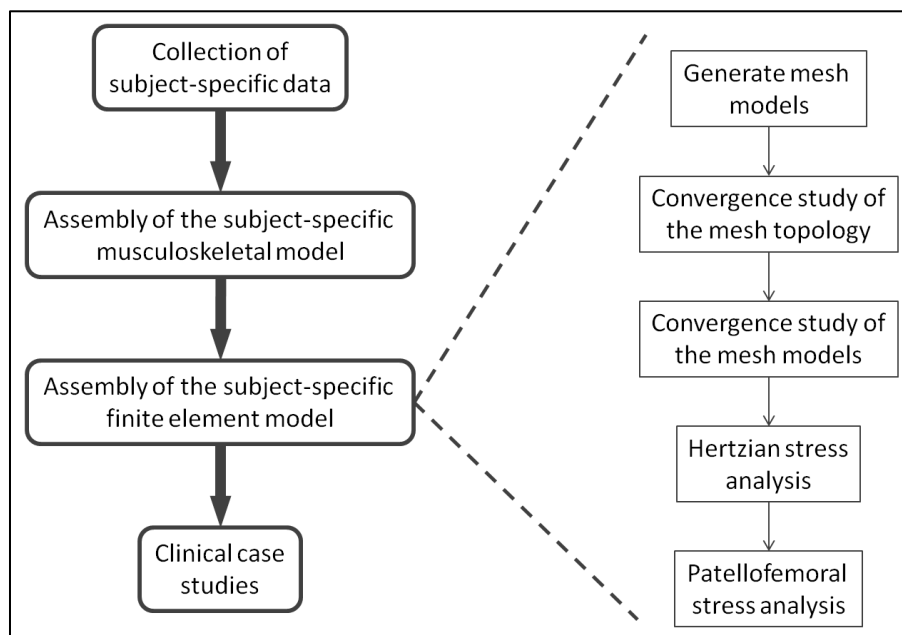 Collection of
subject-specific data
Assembly of the subject-specific
musculoskeletal model
Assembly of the subject-specific
finite element model
Clinical case
studies
Generate mesh
models
Convergence study of
the mesh topology
Convergence study of
the mesh models
Hertzian stress
analysis
Patellofemoral
stress analysis